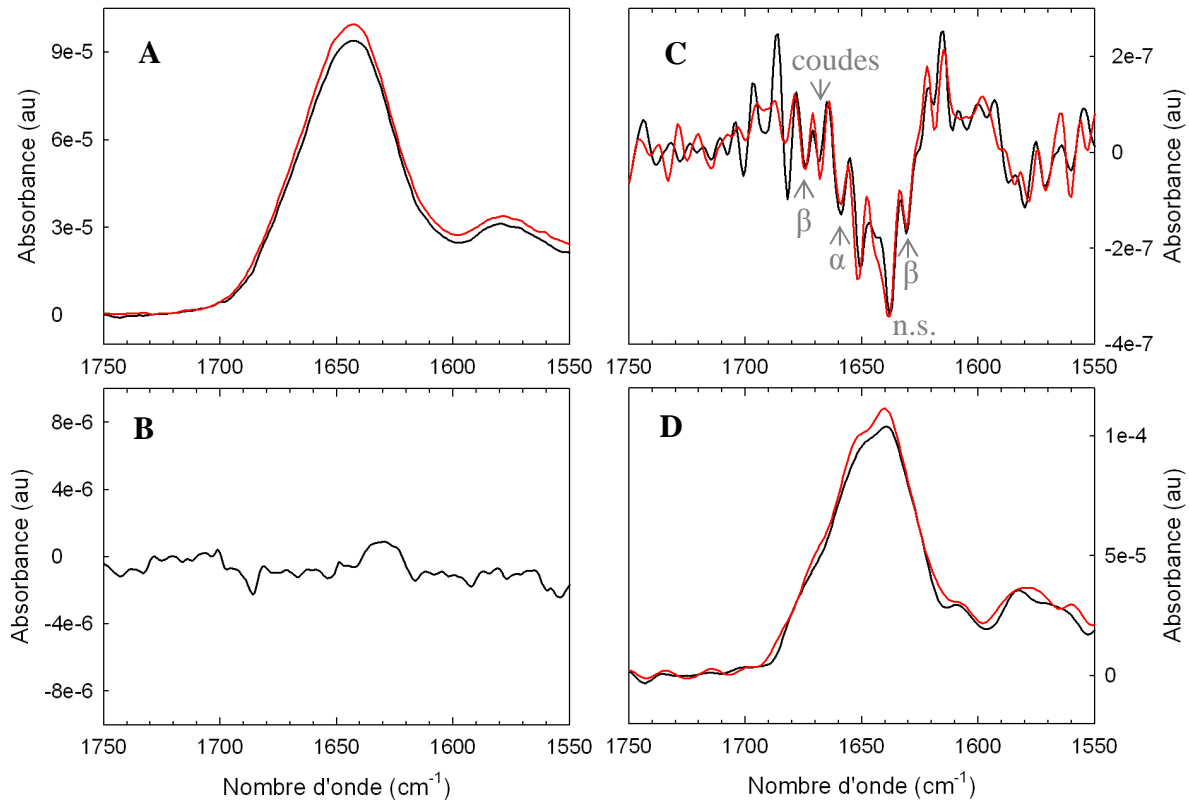 A
9e-5
6e-5
3e-5
0
Absorbance (au)
1750 1700 1650 1600 1550
C
coudes
β
α
β
n.s.
2e-7
0
-2e-7
-4e-7
Absorbance (au)
1750 1700 1650 1600 1550
B
8e-6
4e-6
0
-4e-6
-8e-6
Absorbance (au)
1750 1700 1650 1600 1550
Nombre d'onde (cm⁻¹)
D
1e-4
5e-5
0
Absorbance (au)
1750 1700 1650 1600 1550
Nombre d'onde (cm⁻¹)